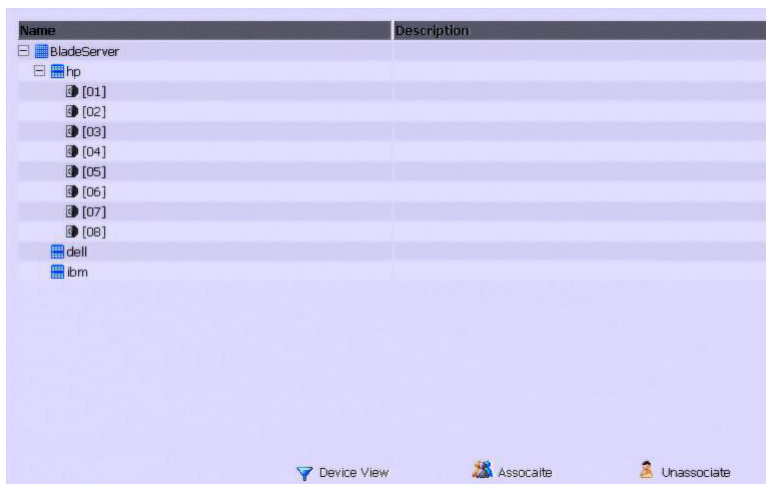 Name Description
BladeServer
hp
[01]
[02]
[03]
[04]
[05]
[06]
[07]
[08]
dell
ibm
Device View Assocaite Unassociate